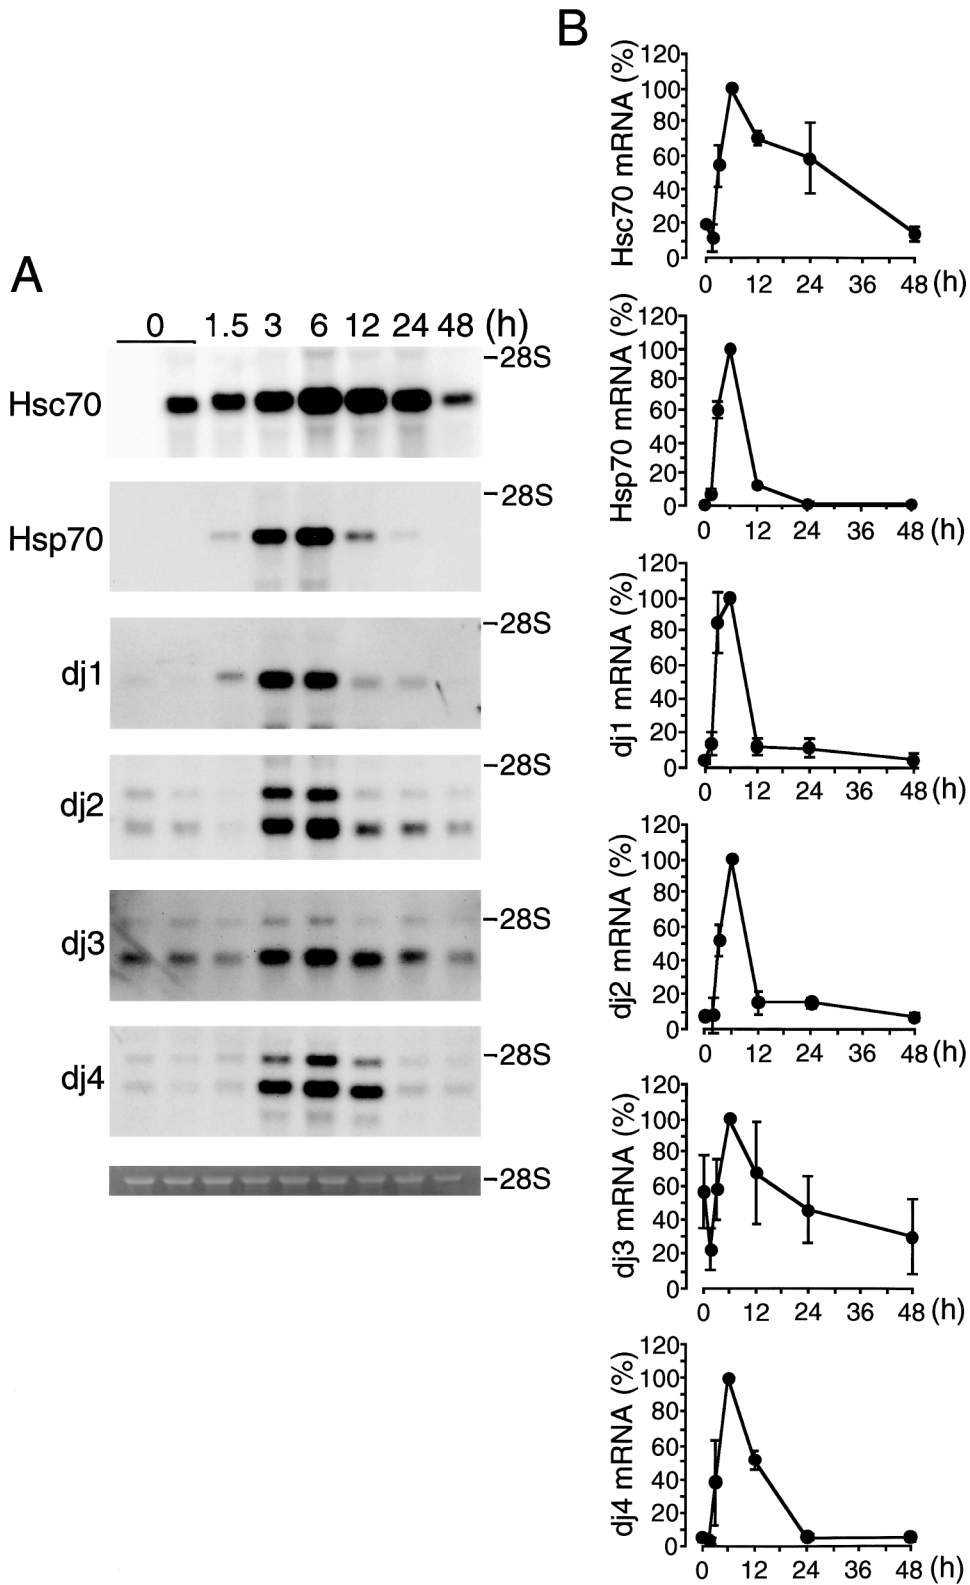 A
0 1.5 3 6 12 24 48 (h)
-28S
Hsc70
-28S
Hsp70
-28S
dj1
-28S
dj2
-28S
dj3
-28S
dj4
-28S
B
Hsc70 mRNA (%)
120
100
80
60
40
20
0
0 12 24 36 48 (h)
Hsp70 mRNA (%)
120
100
80
60
40
20
0
0 12 24 36 48 (h)
dj1 mRNA (%)
120
100
80
60
40
20
0
0 12 24 36 48 (h)
dj2 mRNA (%)
120
100
80
60
40
20
0
0 12 24 36 48 (h)
dj3 mRNA (%)
120
100
80
60
40
20
0
0 12 24 36 48 (h)
dj4 mRNA (%)
120
100
80
60
40
20
0
0 12 24 36 48 (h)